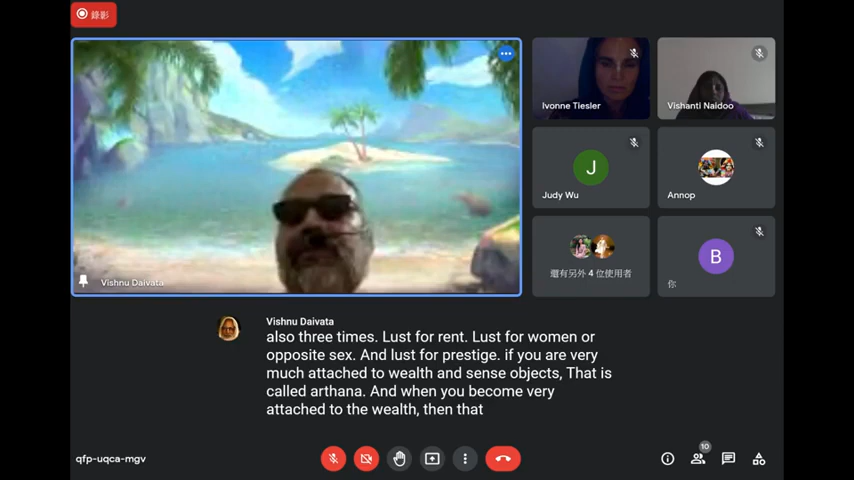 錄影
Ivonne Tiesler
Vishanti Naidoo
J
Judy Wu
Annop
Vishnu Daivata
還有另外 4 位使用者
B
你
Vishnu Daivata
also three times. Lust for rent. Lust for women or
opposite sex. And lust for prestige. if you are very
much attached to wealth and sense objects, That is
called arthana. And when you become very
attached to the wealth, then that
qfp-uqca-mgv
10